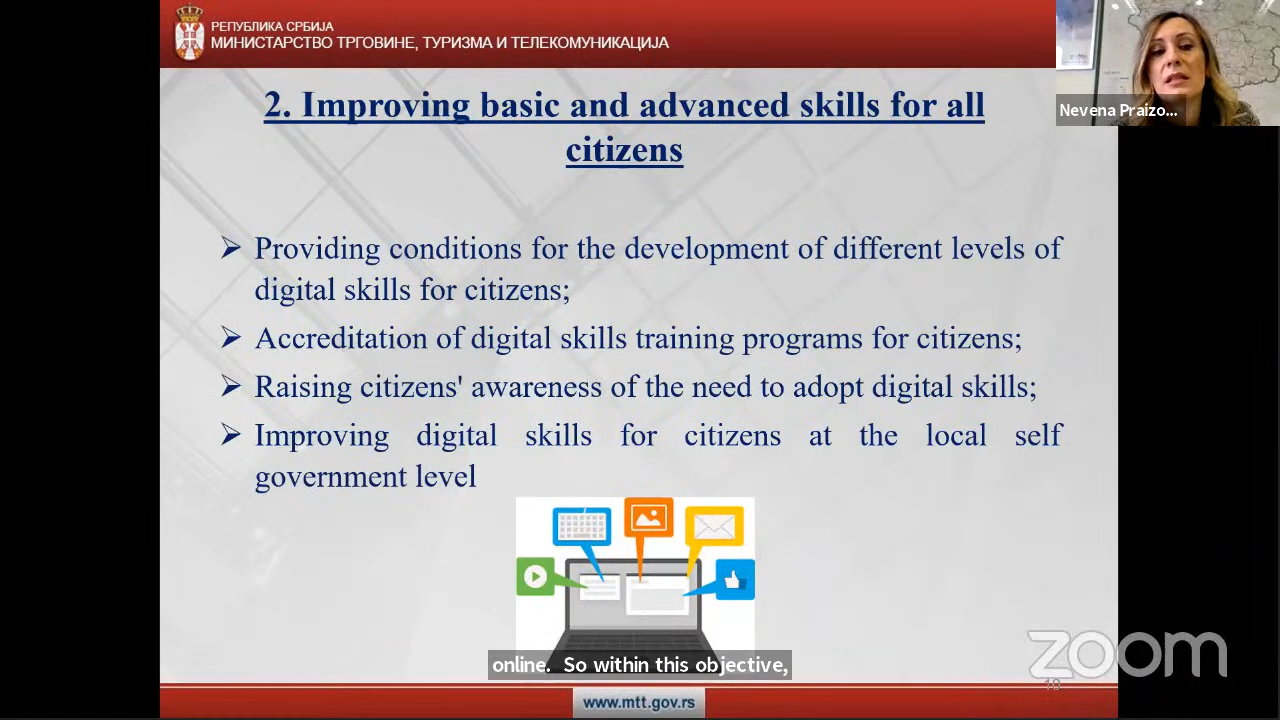 РЕПУБЛИКА СРБИЈА
МИНИСТАРСТВО ТРГОВИНЕ, ТУРИЗМА И ТЕЛЕКОМУНИКАЦИЈА
Nevena Praizo...
2. Improving basic and advanced skills for all
citizens
Providing conditions for the development of different levels of
digital skills for citizens;
Accreditation of digital skills training programs for citizens;
Raising citizens' awareness of the need to adopt digital skills;
Improving digital skills for citizens at the local self
government level
online. So within this objective,
zoom
10
www.mtt.gov.rs